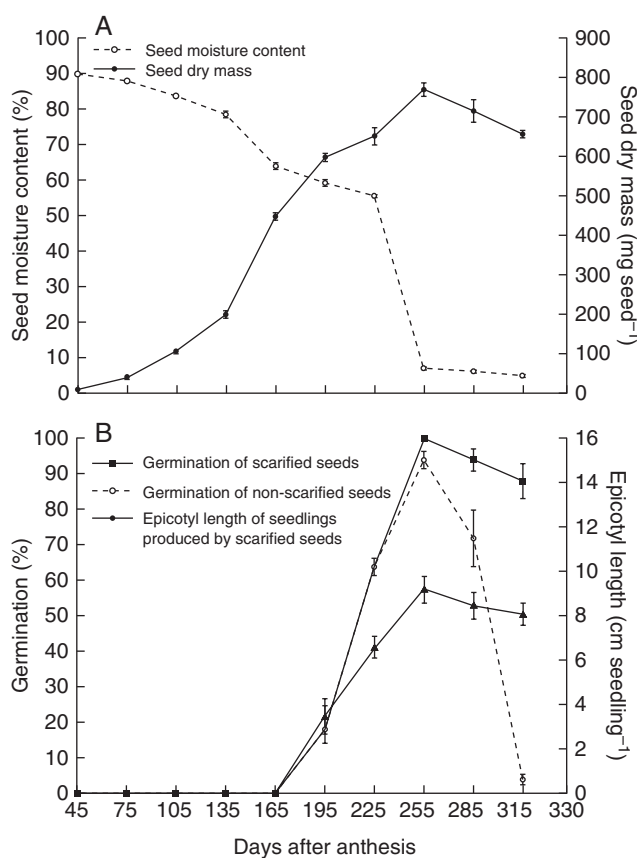 A
Seed moisture content
Seed dry mass
100
90
80
70
60
50
40
30
20
10
0
Seed moisture content (%)
900
800
700
600
500
400
300
200
100
0
Seed dry mass (mg seed⁻¹)
B
Germination of scarified seeds
Germination of non-scarified seeds
Epicotyl length of seedlings
produced by scarified seeds
100
90
80
70
60
50
40
30
20
10
0
Germination (%)
16
14
12
10
8
6
4
2
0
Epicotyl length (cm seedling⁻¹)
45 75 105 135 165 195 225 255 285 315 330
Days after anthesis